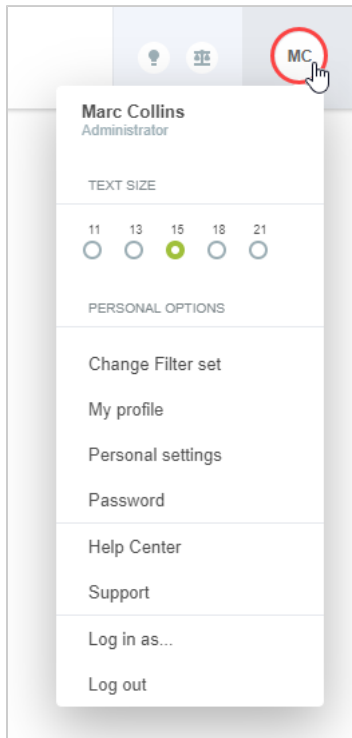 MC
Marc Collins
Administrator
TEXT SIZE
11 13 15 18 21
PERSONAL OPTIONS
Change Filter set
My profile
Personal settings
Password
Help Center
Support
Log in as...
Log out